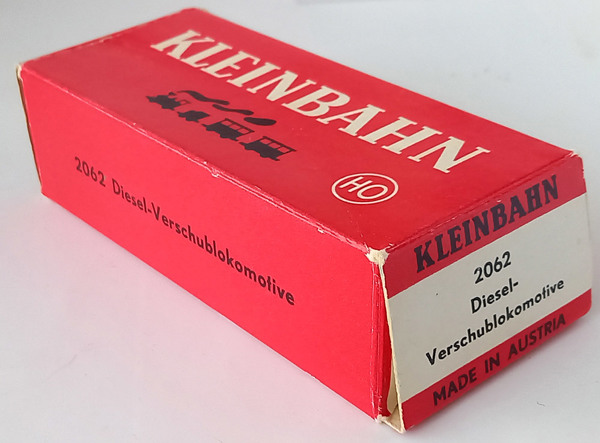 KLEINBAHN
HO
2062 Diesel-Verschublokomotive
KLEINBAHN
2062
Diesel-
Verschublokomotive
MADE IN AUSTRIA